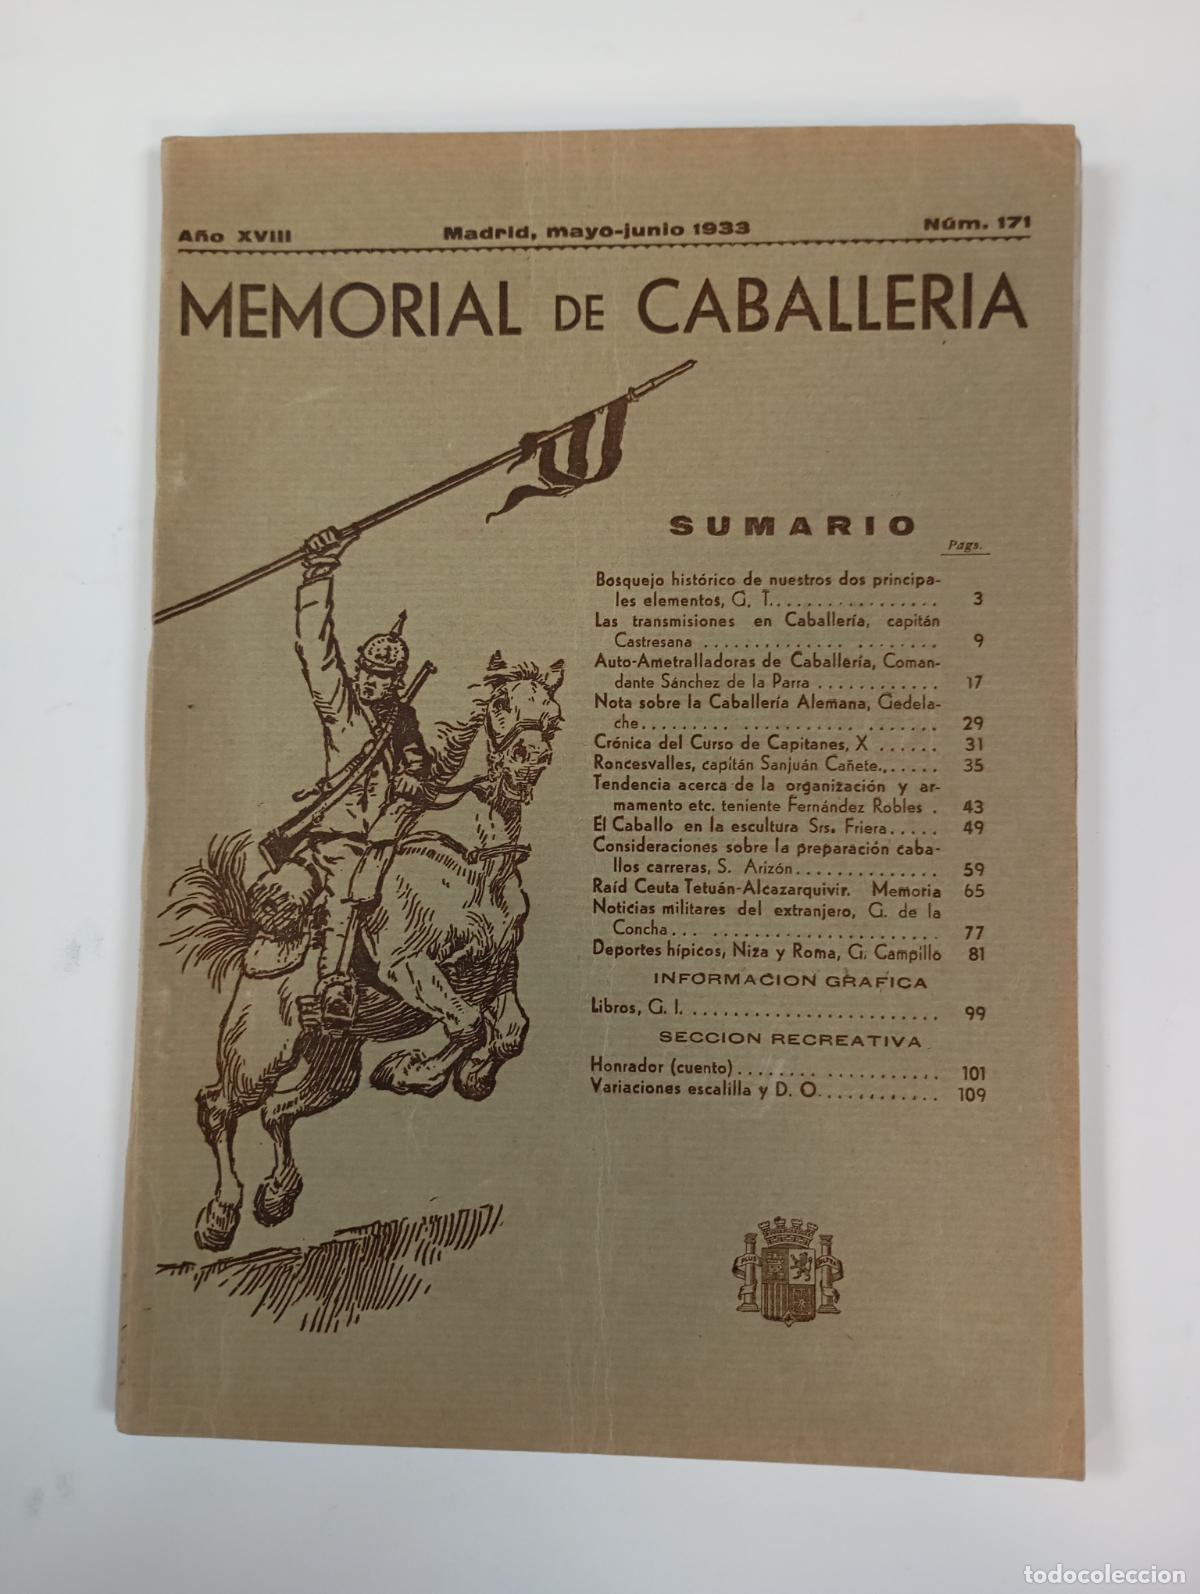 Año XVIII Madrid, mayo-junio 1933 Núm. 171
MEMORIAL DE CABALLERIA
SUMARIO
Pags.
Bosquejo histórico de nuestros dos principa-
les elementos, G. T. . . . . . . . . . . . . . . . . . 3
Las transmisiones en Caballería, capitán
Castresana . . . . . . . . . . . . . . . . . . . . . . 9
Auto-Ametralladoras de Caballería, Coman-
dante Sánchez de la Parra . . . . . . . . . . . . 17
Nota sobre la Caballería Alemana, Gedela-
che . . . . . . . . . . . . . . . . . . . . . . . . . . 29
Crónica del Curso de Capitanes, X . . . . . . 31
Roncesvalles, capitán Sanjuán Cañete. . . . . . 35
Tendencia acerca de la organización y ar-
mamento etc. teniente Fernández Robles . 43
El Caballo en la escultura Srs. Friera . . . . . 49
Consideraciones sobre la preparación caba-
llos carreras, S. Arizón . . . . . . . . . . . . . . 59
Raíd Ceuta Tetuán-Alcazarquivir. Memoria 65
Noticias militares del extranjero, G. de la
Concha . . . . . . . . . . . . . . . . . . . . . . . . 77
Deportes hípicos, Niza y Roma, G. Campillo 81
INFORMACION GRAFICA
Libros, G. I. . . . . . . . . . . . . . . . . . . . . . . 99
SECCION RECREATIVA
Honrador (cuento) . . . . . . . . . . . . . . . . . . 101
Variaciones escalilla y D. O. . . . . . . . . . . . 109
PLUS
todocoleccion